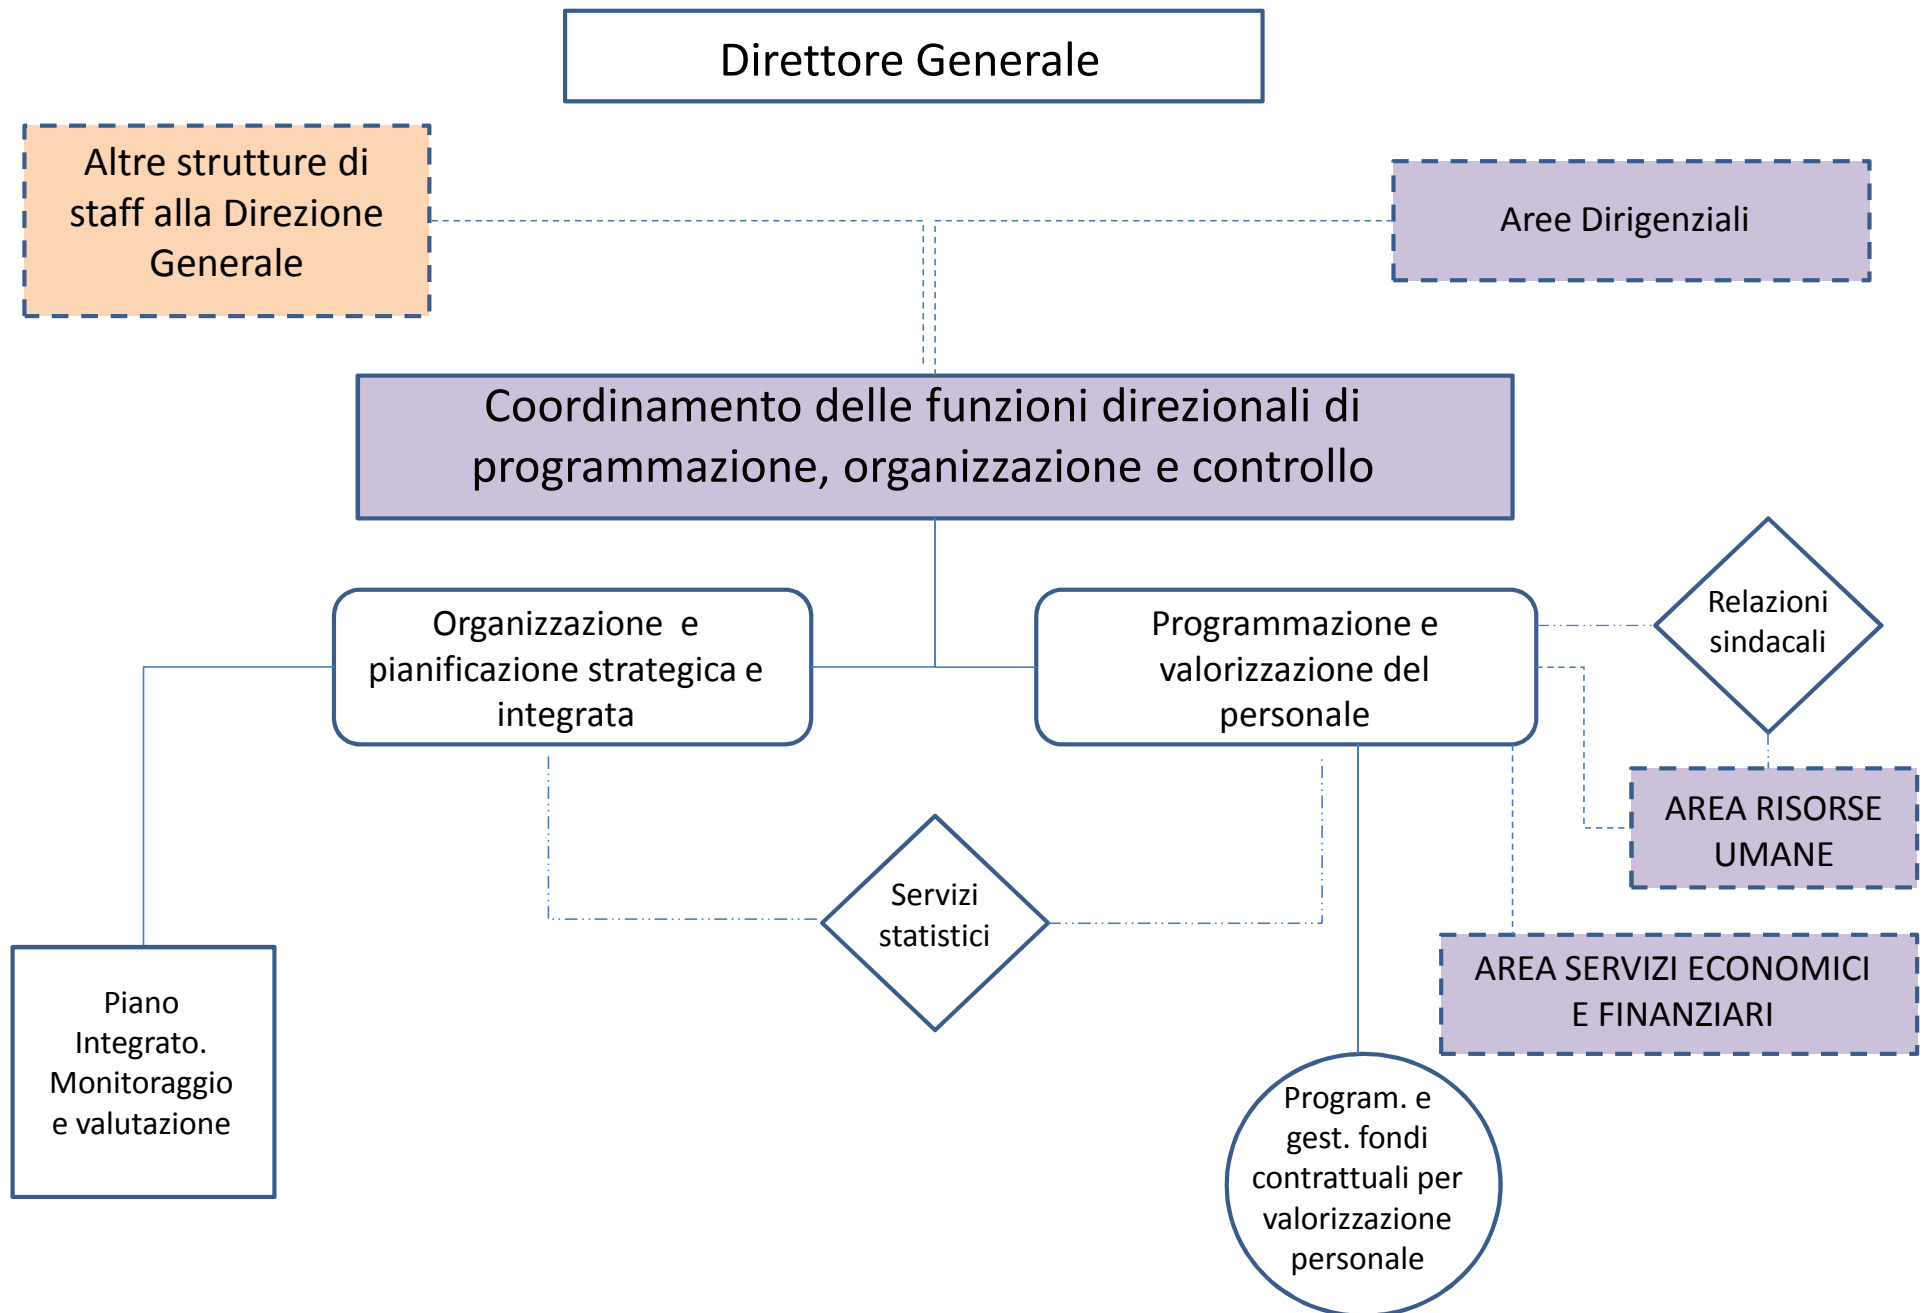 Direttore Generale
Altre strutture di
staff alla Direzione
Generale
Aree Dirigenziali
Coordinamento delle funzioni direzionali di
programmazione, organizzazione e controllo
Organizzazione e
pianificazione strategica e
integrata
Programmazione e
valorizzazione del
personale
Relazioni
sindacali
AREA RISORSE
UMANE
Servizi
statistici
AREA SERVIZI ECONOMICI
E FINANZIARI
Piano
Integrato.
Monitoraggio
e valutazione
Program. e
gest. fondi
contrattuali per
valorizzazione
personale